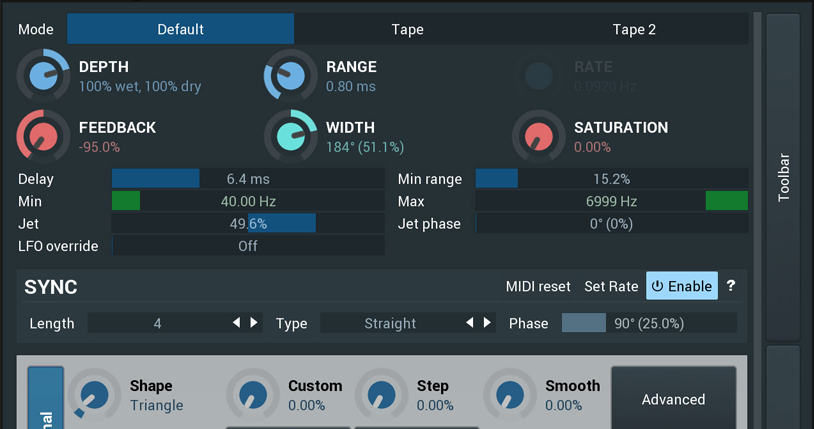 Mode Default Tape Tape 2
DEPTH
100% wet, 100% dry
RANGE
0.80 ms
RATE
0.0920 Hz
FEEDBACK
-95.0%
WIDTH
184° (51.1%)
SATURATION
0.00%
Delay 6.4 ms
Min range 15.2%
Min 40.00 Hz
Max 6999 Hz
Jet 49.6%
Jet phase 0° (0%)
LFO override Off
Toolbar
SYNC MIDI reset Set Rate Enable ?
Length 4 Type Straight Phase 90° (25.0%)
Shape
Triangle
Custom
0.00%
Step
0.00%
Smooth
0.00%
Advanced